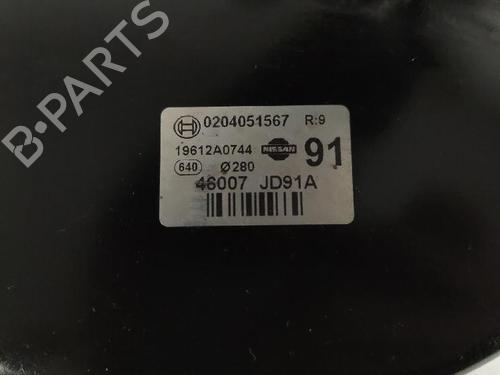 0204051567 R:9
19612A0744 NISSAN 91
640 Ø280
46007 JD91A
B-PARTS